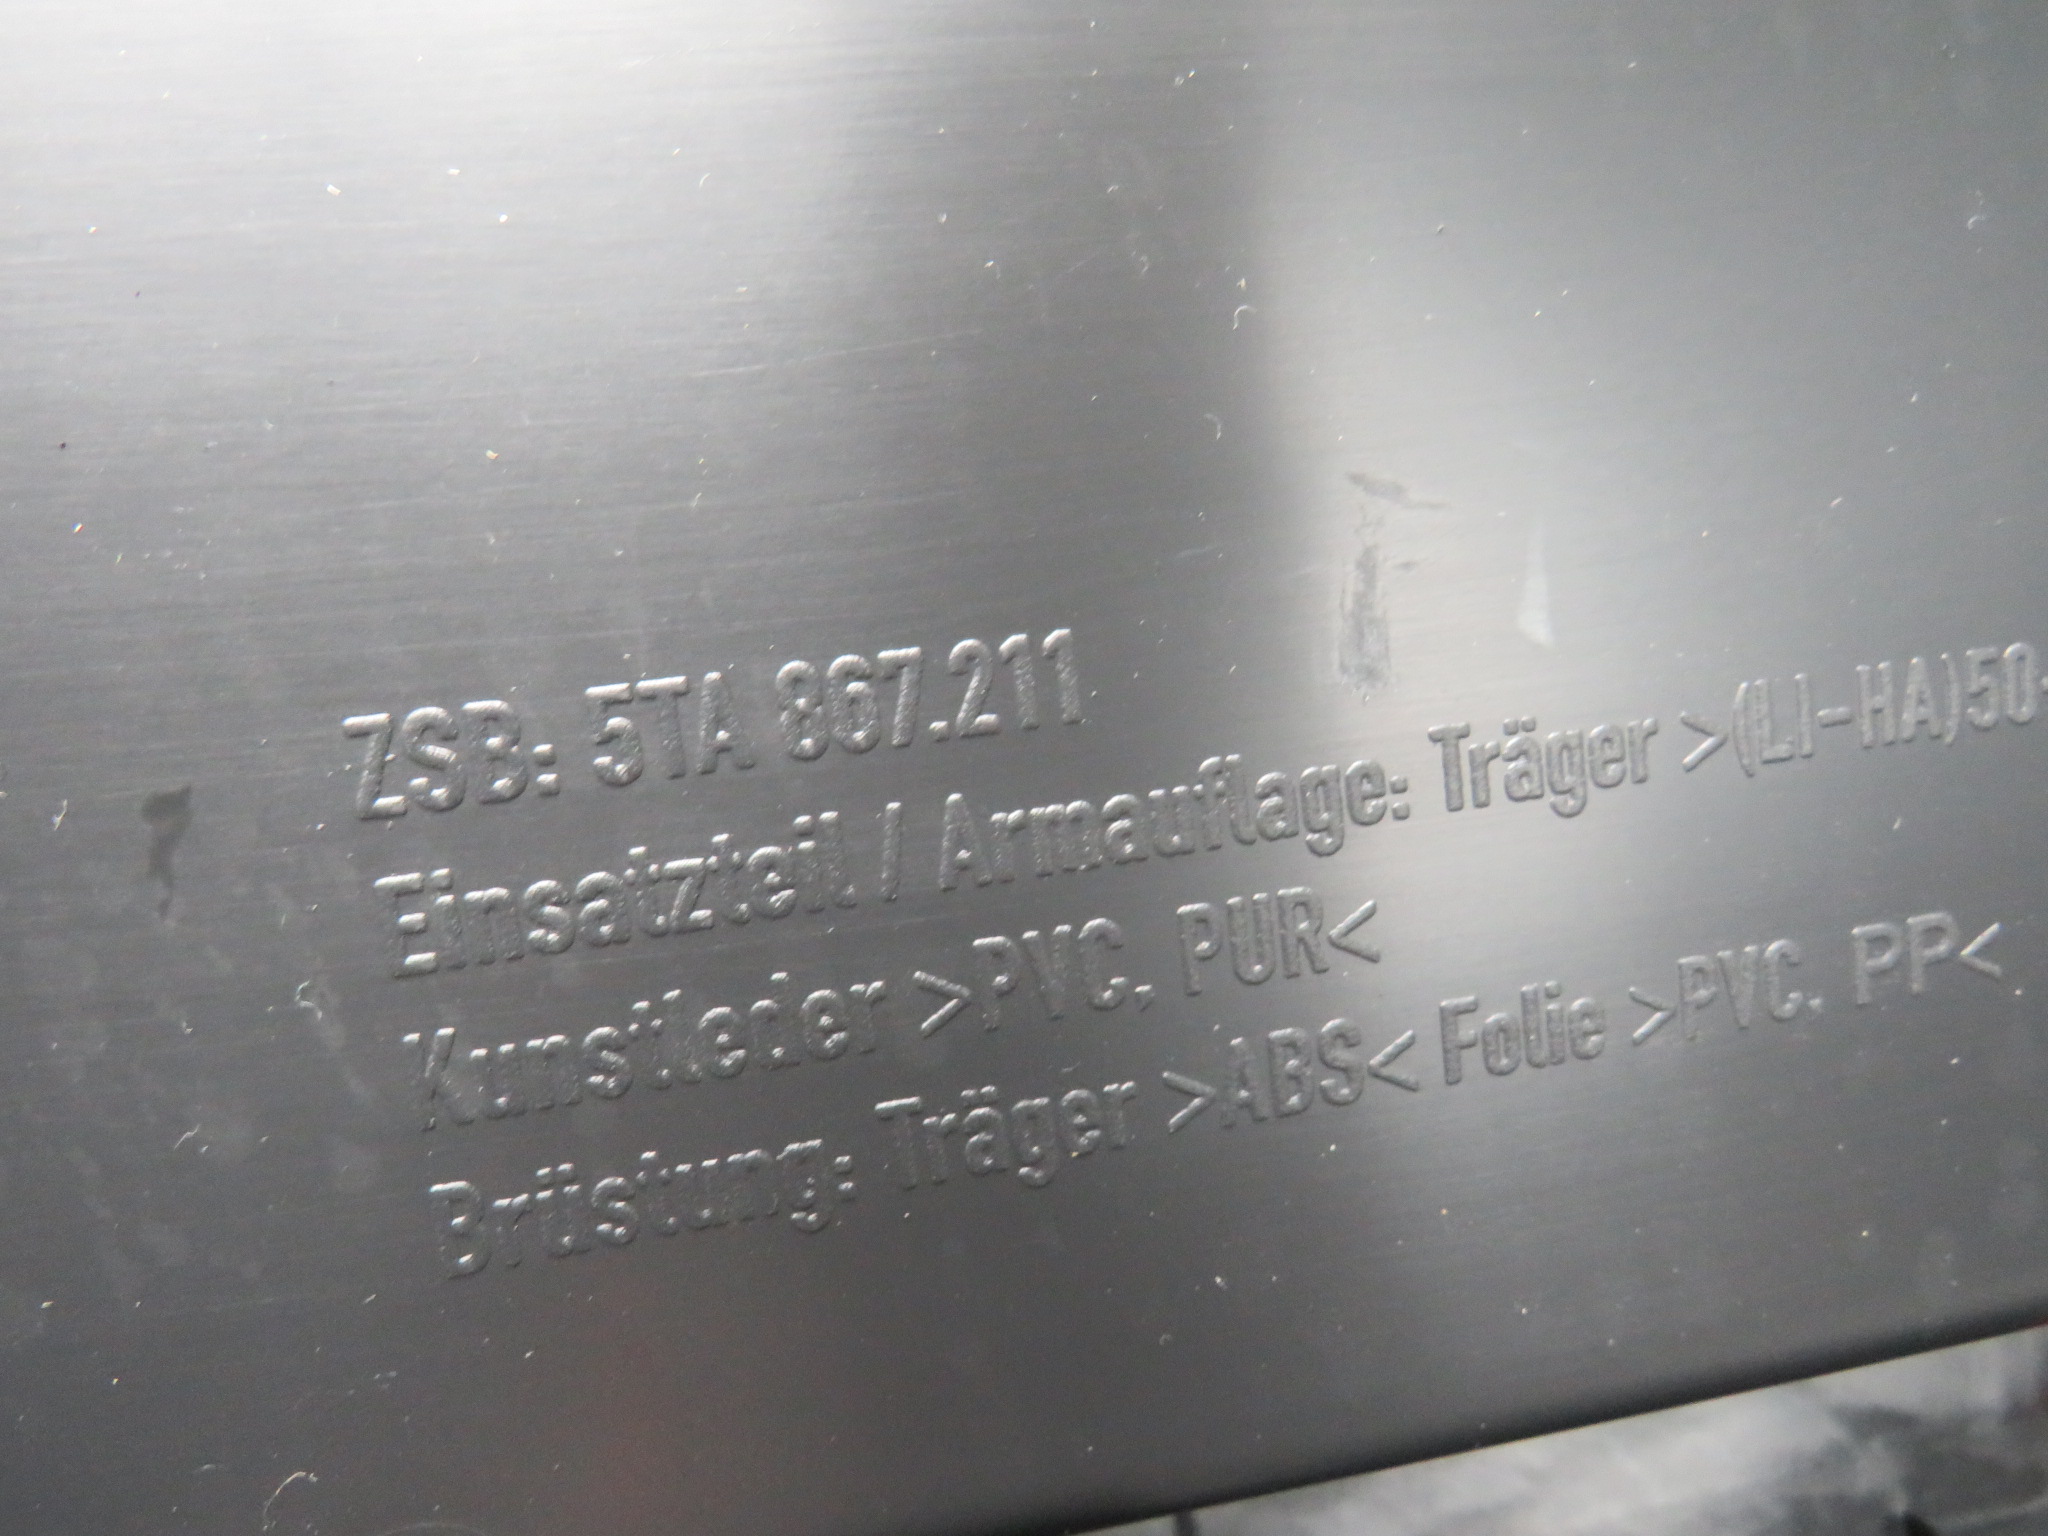 ZSB: 5TA 867.211
Einsatzteil / Armauflage: Träger >(LI-HA)50-
Kunstleder >PVC, PUR<
Brüstung: Träger >ABS< Folie >PVC, PP<